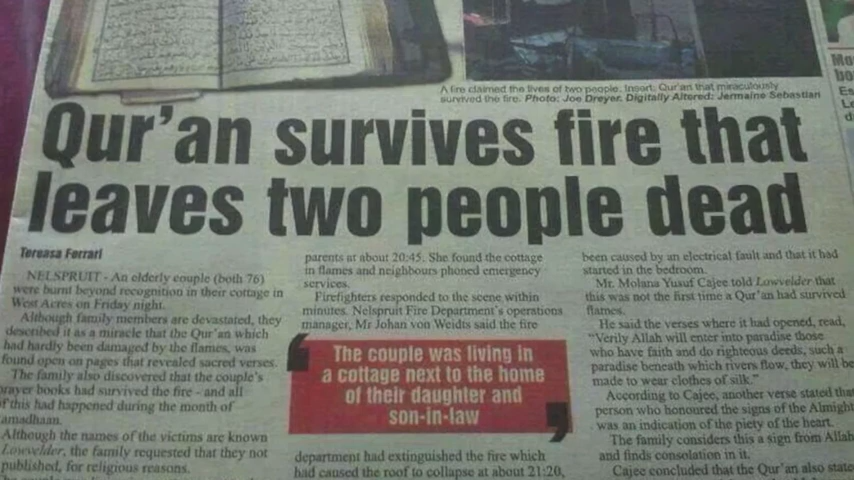 A fire claimed the lives of two people. Insert: Qur'an that miraculously
survived the fire. Photo: Joe Dreyer. Digitally Altered: Jermaine Sebastian
Qur'an survives fire that
leaves two people dead
Tereasa Ferrari
NELSPRUIT - An elderly couple (both 76)
were burnt beyond recognition in their cottage in
West Acres on Friday night.
Although family members are devastated, they
described it as a miracle that the Qur'an which
had hardly been damaged by the flames, was
found open on pages that revealed sacred verses.
The family also discovered that the couple's
rayer books had survived the fire - and all
f this had happened during the month of
amadhaan.
Although the names of the victims are known
Lowvelder, the family requested that they not
published, for religious reasons.
parents at about 20:45. She found the cottage
in flames and neighbours phoned emergency
services.
Firefighters responded to the scene within
minutes. Nelspruit Fire Department's operations
manager, Mr Johan von Weidts said the fire
The couple was living in
a cottage next to the home
of their daughter and
son-in-law
department had extinguished the fire which
had caused the roof to collapse at about 21:20,
been caused by an electrical fault and that it had
started in the bedroom.
Mr. Molana Yusuf Cajee told Lowvelder that
this was not the first time a Qur'an had survived
flames.
He said the verses where it had opened, read,
"Verily Allah will enter into paradise those
who have faith and do righteous deeds, such a
paradise beneath which rivers flow, they will be
made to wear clothes of silk."
According to Cajee, another verse stated that
person who honoured the signs of the Almight
was an indication of the piety of the heart.
The family considers this a sign from Allah
and finds consolation in it.
Cajee concluded that the Qur'an also state